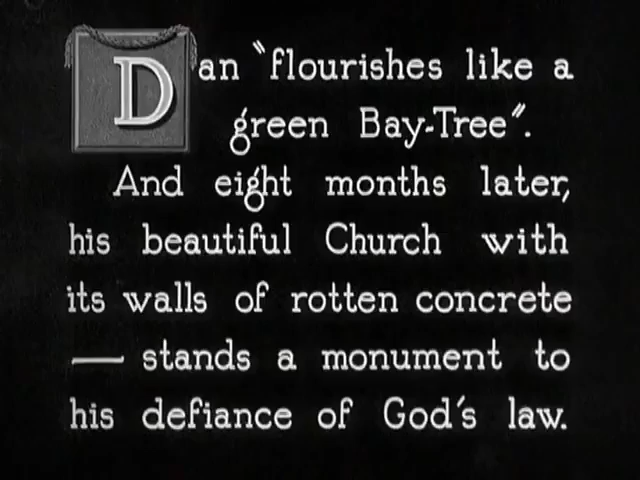 Dan "flourishes like a
green Bay-Tree".
And eight months later,
his beautiful Church with
its walls of rotten concrete
— stands a monument to
his defiance of God's law.